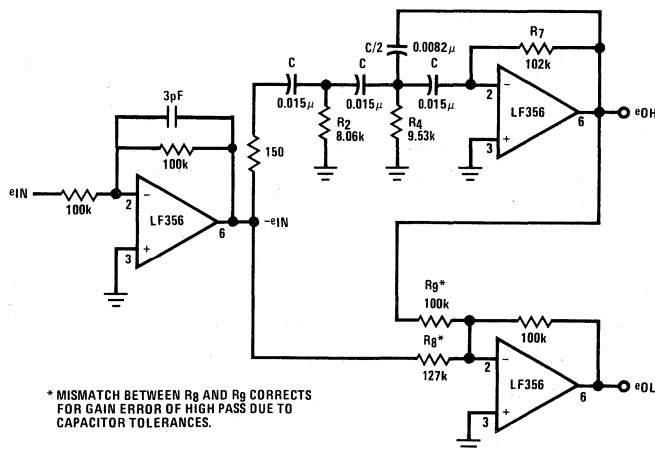 C/2
0.0082µ
R7
102k
C
0.015µ
C
0.015µ
C
0.015µ
2
−
LF356
6
eOH
3
+
R2
8.06k
R4
9.53k
150
3pF
100k
eIN
100k
2
−
LF356
6
−eIN
3
+
R9*
100k
100k
R8*
127k
2
−
LF356
6
eOL
3
+
* MISMATCH BETWEEN R8 AND R9 CORRECTS
FOR GAIN ERROR OF HIGH PASS DUE TO
CAPACITOR TOLERANCES.